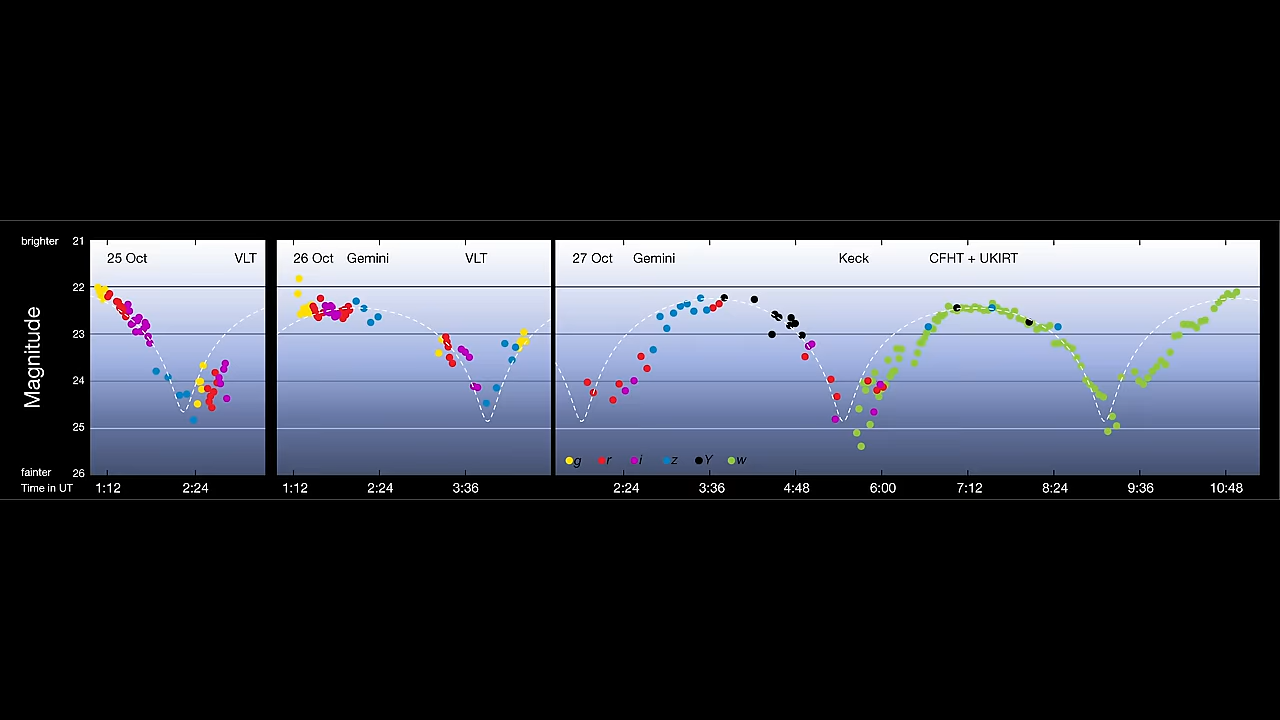 brighter 21
25 Oct VLT
26 Oct Gemini VLT
27 Oct Gemini Keck CFHT + UKIRT
22
23
Magnitude
24
25
g r i z Y w
fainter 26
Time in UT 1:12 2:24 1:12 2:24 3:36 2:24 3:36 4:48 6:00 7:12 8:24 9:36 10:48